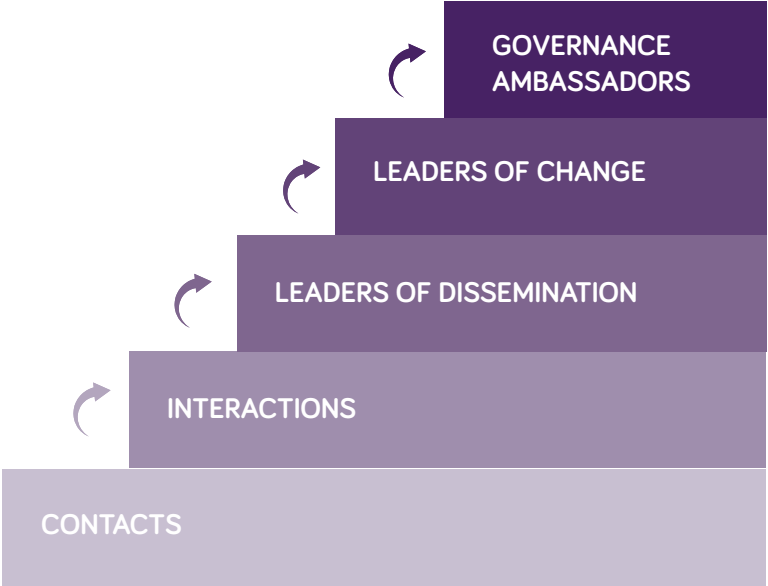 GOVERNANCE
AMBASSADORS
LEADERS OF CHANGE
LEADERS OF DISSEMINATION
INTERACTIONS
CONTACTS